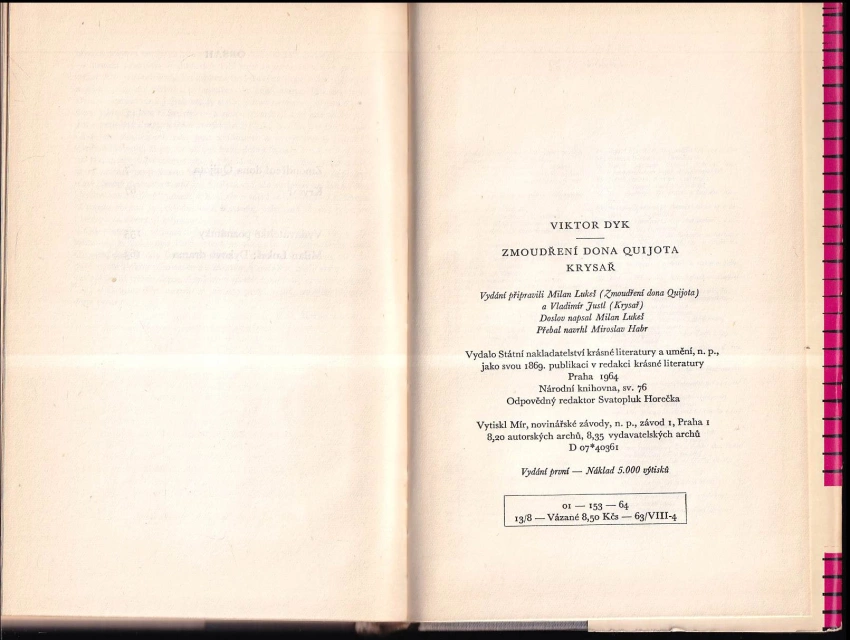 VIKTOR DYK
ZMOUDŘENÍ DONA QUIJOTA
KRYSAŘ
Vydání připravili Milan Lukeš (Zmoudření dona Quijota)
a Vladimír Justl (Krysař)
Doslov napsal Milan Lukeš
Přebal navrhl Miroslav Habr
Vydalo Státní nakladatelství krásné literatury a umění, n. p.,
jako svou 1869. publikaci v redakci krásné literatury
Praha 1964
Národní knihovna, sv. 76
Odpovědný redaktor Svatopluk Horečka
Vytiskl Mír, novinářské závody, n. p., závod 1, Praha 1
8,20 autorských archů, 8,35 vydavatelských archů
D 07*40361
Vydání první — Náklad 5.000 výtisků
01 — 153 — 64
13/8 — Vázané 8,50 Kčs — 63/VIII-4